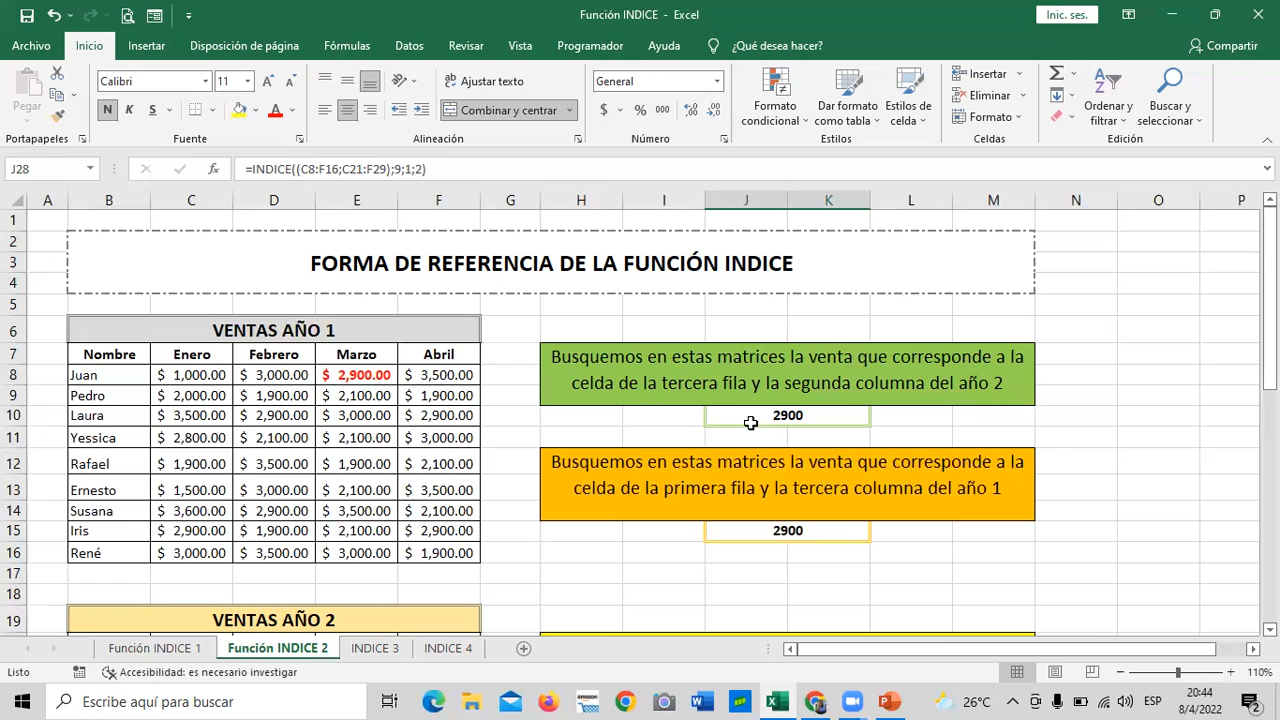 Función INDICE - Excel
Inic. ses.
Archivo Inicio Insertar Disposición de página Fórmulas Datos Revisar Vista Programador Ayuda ¿Qué desea hacer? Compartir
Pegar
Calibri 11
N K S
Ajustar texto
Combinar y centrar
General
$ % 000
Formato condicional
Dar formato como tabla
Estilos de celda
Insertar
Eliminar
Formato
Ordenar y filtrar
Buscar y seleccionar
Portapapeles Fuente Alineación Número Estilos Celdas Edición
J28 fx =INDICE((C8:F16;C21:F29);9;1;2)
A B C D E F G H I J K L M N O P
1
2
3 FORMA DE REFERENCIA DE LA FUNCIÓN INDICE
4
5
6 VENTAS AÑO 1
7 Nombre Enero Febrero Marzo Abril
8 Juan $ 1,000.00 $ 3,000.00 $ 2,900.00 $ 3,500.00
9 Pedro $ 2,000.00 $ 1,900.00 $ 2,100.00 $ 1,900.00
10 Laura $ 3,500.00 $ 2,900.00 $ 3,000.00 $ 2,900.00
11 Yessica $ 2,800.00 $ 2,100.00 $ 2,100.00 $ 3,000.00
12 Rafael $ 1,900.00 $ 3,500.00 $ 1,900.00 $ 2,100.00
13 Ernesto $ 1,500.00 $ 3,000.00 $ 2,100.00 $ 3,500.00
14 Susana $ 3,600.00 $ 2,900.00 $ 3,500.00 $ 2,100.00
15 Iris $ 2,900.00 $ 1,900.00 $ 2,100.00 $ 2,900.00
16 René $ 3,000.00 $ 3,500.00 $ 3,000.00 $ 1,900.00
17
18
19 VENTAS AÑO 2
Busquemos en estas matrices la venta que corresponde a la
celda de la tercera fila y la segunda columna del año 2
2900
Busquemos en estas matrices la venta que corresponde a la
celda de la primera fila y la tercera columna del año 1
2900
Función INDICE 1 Función INDICE 2 INDICE 3 INDICE 4
Listo Accesibilidad: es necesario investigar 110%
Escribe aquí para buscar
amazon
26°C
ESP
20:44
8/4/2022
2